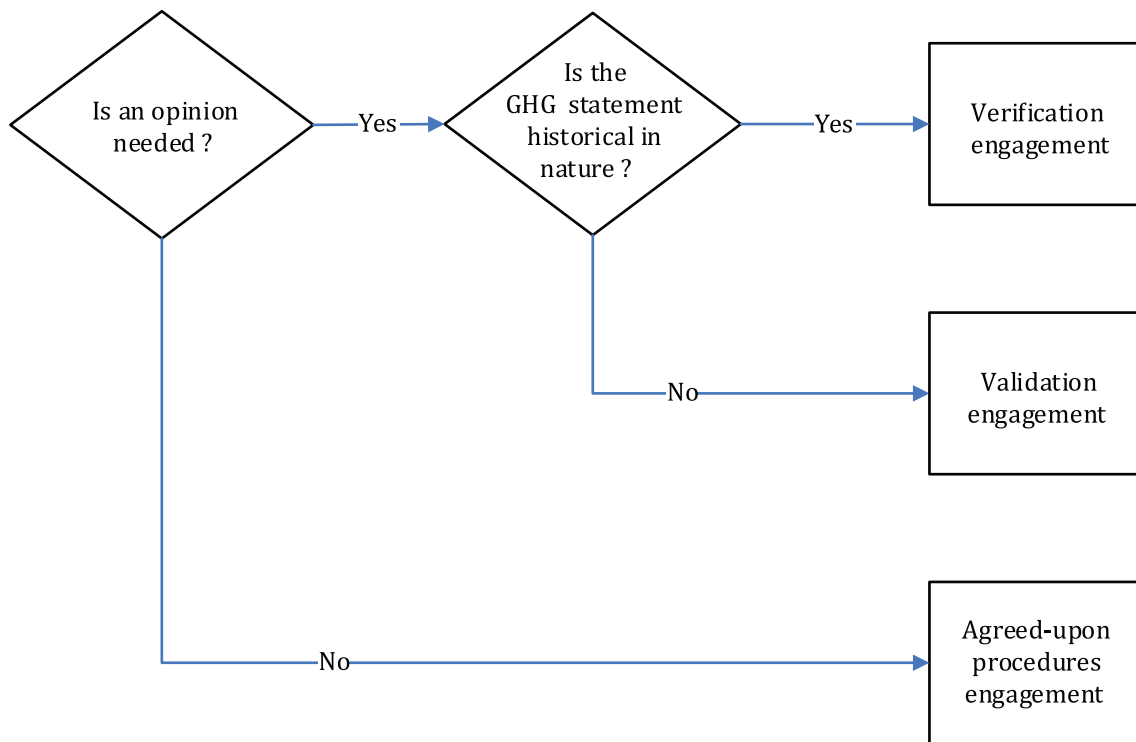 Is an opinion
needed ?
Yes
Is the
GHG statement
historical in
nature ?
Yes
Verification
engagement
No
Validation
engagement
No
Agreed-upon
procedures
engagement